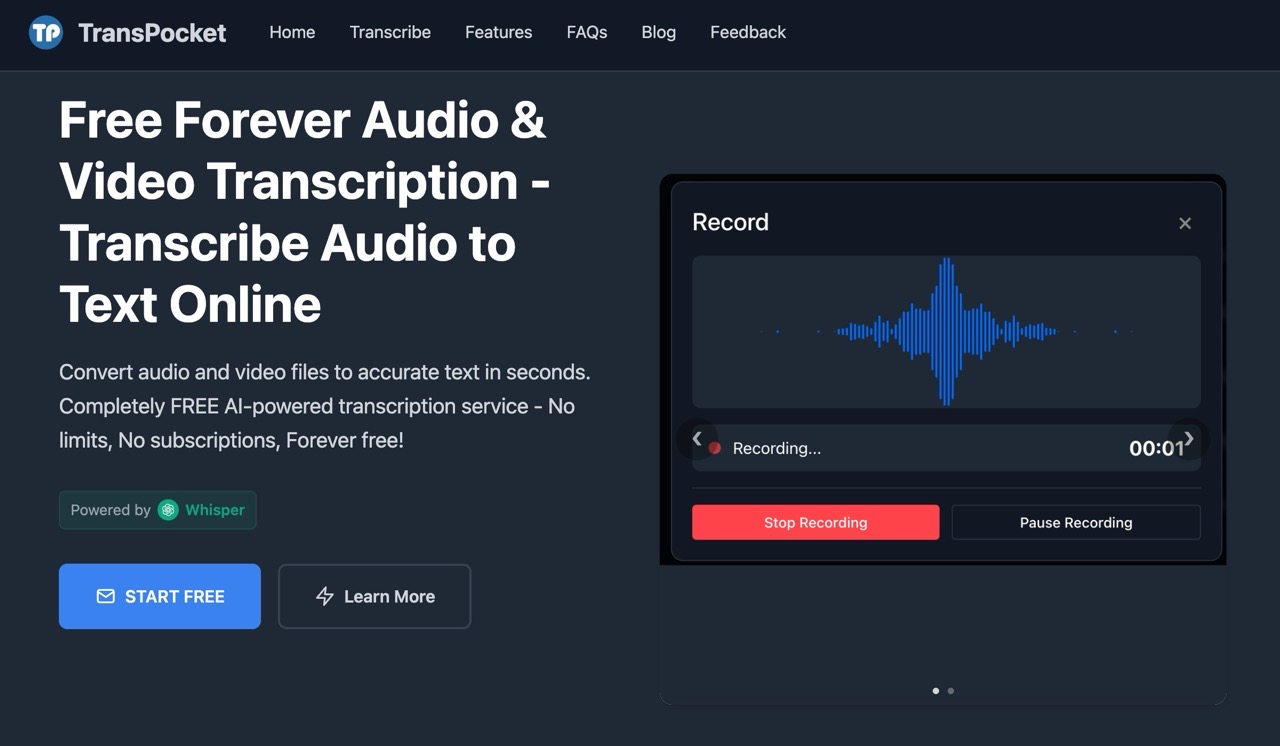 TP TransPocket Home Transcribe Features FAQs Blog Feedback
Free Forever Audio &
Video Transcription -
Transcribe Audio to
Text Online
Convert audio and video files to accurate text in seconds.
Completely FREE AI-powered transcription service - No
limits, No subscriptions, Forever free!
Powered by Whisper
START FREE Learn More
Record
Recording... 00:01
Stop Recording Pause Recording